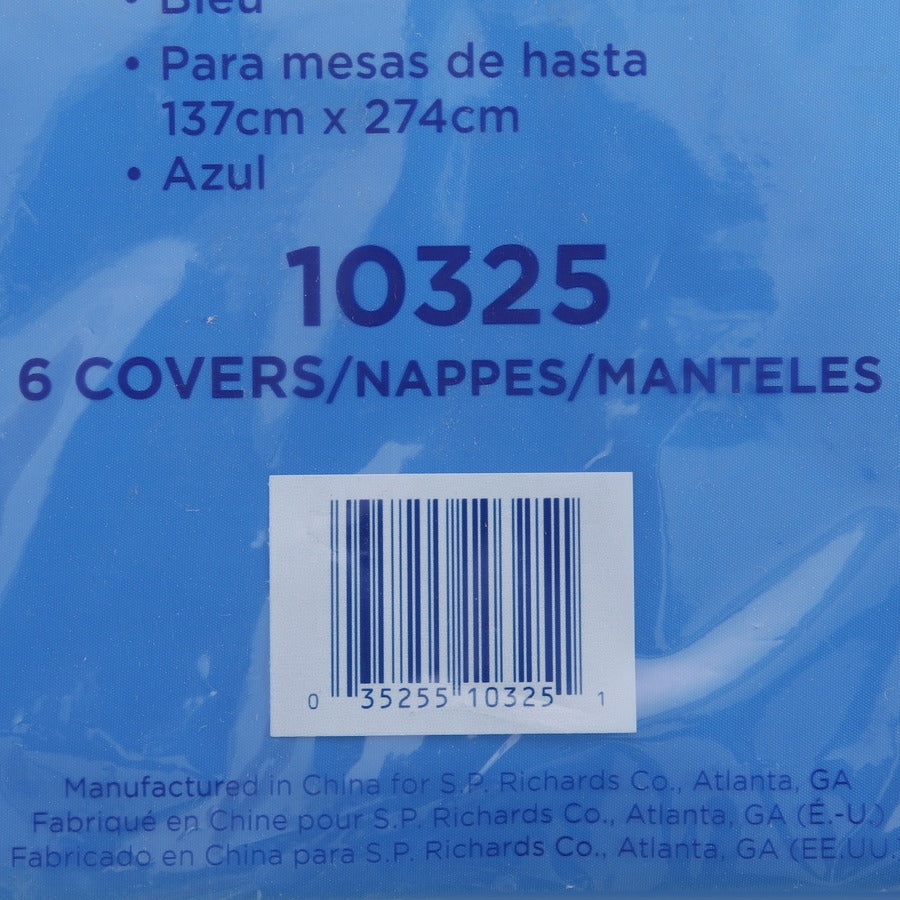 • Bleu
• Para mesas de hasta
137cm x 274cm
• Azul
10325
6 COVERS/NAPPES/MANTELES
0 35255 10325 1
Manufactured in China for S.P. Richards Co., Atlanta, GA
Fabriqué en Chine pour S.P. Richards Co., Atlanta, GA (É.-U.)
Fabricado en China para S.P. Richards Co., Atlanta, GA (EE.UU.